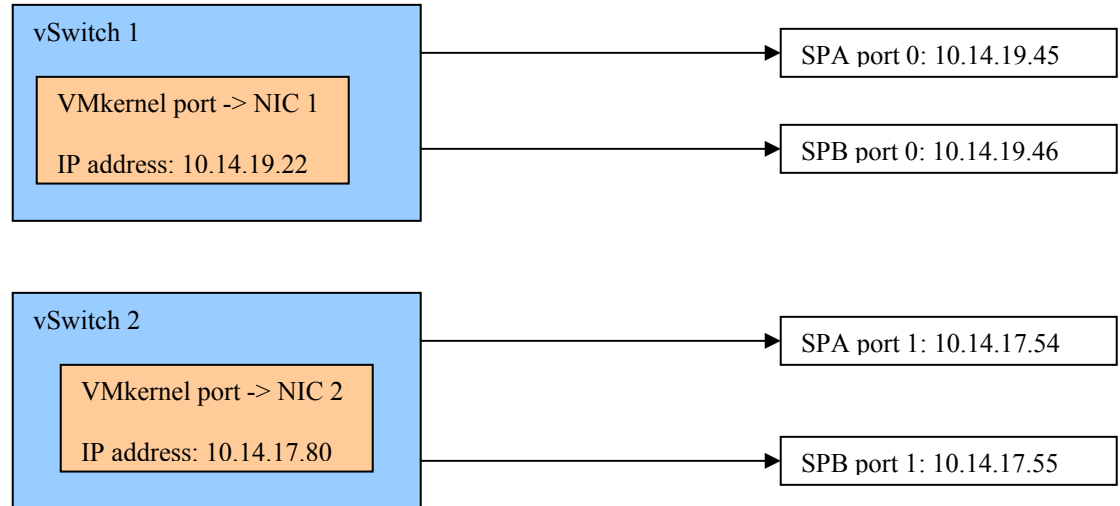 vSwitch 1
VMkernel port -> NIC 1
IP address: 10.14.19.22
SPA port 0: 10.14.19.45
SPB port 0: 10.14.19.46
vSwitch 2
VMkernel port -> NIC 2
IP address: 10.14.17.80
SPA port 1: 10.14.17.54
SPB port 1: 10.14.17.55